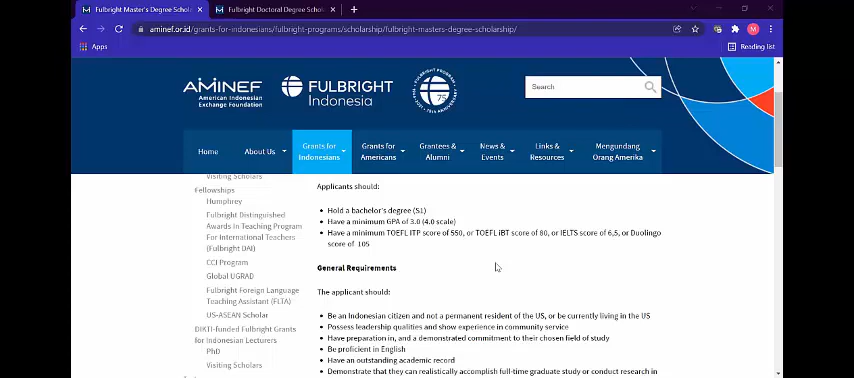 Fulbright Master's Degree Schol
Fulbright Doctoral Degree Schola
aminef.or.id/grants-for-indonesians/fulbright-programs/scholarship/fulbright-masters-degree-scholarship/
M
Apps
Reading list
AMINEF
American Indonesian
Exchange Foundation
FULBRIGHT
Indonesia
75
Search
Home
About Us
Grants for
Indonesians
Grants for
Americans
Grantees &
Alumni
News &
Events
Links &
Resources
Mengundang
Orang Amerika
Visiting Scholars
Fellowships
Humphrey
Fulbright Distinguished
Awards In Teaching Program
For International Teachers
(Fulbright DAI)
CCI Program
Global UGRAD
Fulbright Foreign Language
Teaching Assistant (FLTA)
US-ASEAN Scholar
DIKTI-funded Fulbright Grants
for Indonesian Lecturers
PhD
Visiting Scholars
Applicants should:
• Hold a bachelor's degree (S1)
• Have a minimum GPA of 3.0 (4.0 scale)
• Have a minimum TOEFL ITP score of 550, or TOEFL iBT score of 80, or IELTS score of 6,5, or Duolingo
score of 105
General Requirements
The applicant should:
• Be an Indonesian citizen and not a permanent resident of the US, or be currently living in the US
• Possess leadership qualities and show experience in community service
• Have preparation in, and a demonstrated commitment to their chosen field of study
• Be proficient in English
• Have an outstanding academic record
• Demonstrate that they can realistically accomplish full-time graduate study or conduct research in